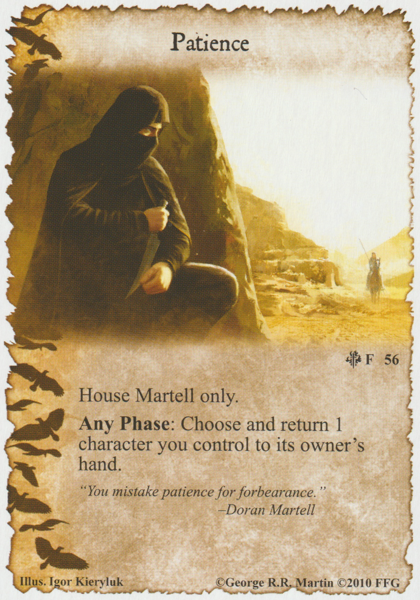 Patience
F 56
House Martell only.
Any Phase: Choose and return 1
character you control to its owner's
hand.
"You mistake patience for forbearance."
–Doran Martell
Illus. Igor Kieryluk
©George R.R. Martin ©2010 FFG